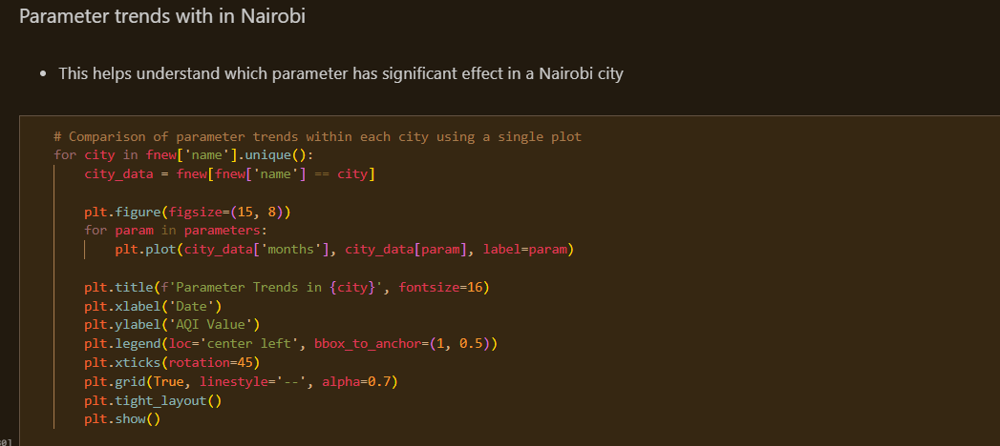 Parameter trends with in Nairobi
• This helps understand which parameter has significant effect in a Nairobi city
# Comparison of parameter trends within each city using a single plot
for city in fnew['name'].unique():
    city_data = fnew[fnew['name'] == city]

    plt.figure(figsize=(15, 8))
    for param in parameters:
        plt.plot(city_data['months'], city_data[param], label=param)

    plt.title(f'Parameter Trends in {city}', fontsize=16)
    plt.xlabel('Date')
    plt.ylabel('AQI Value')
    plt.legend(loc='center left', bbox_to_anchor=(1, 0.5))
    plt.xticks(rotation=45)
    plt.grid(True, linestyle='--', alpha=0.7)
    plt.tight_layout()
    plt.show()